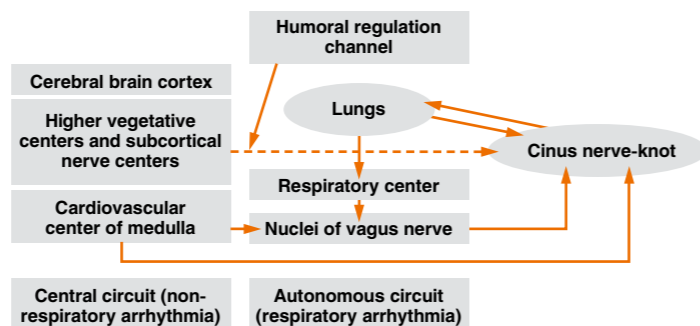 Humoral regulation
channel
Cerebral brain cortex
Higher vegetative
centers and subcortical
nerve centers
Lungs
Cinus nerve-knot
Respiratory center
Cardiovascular
center of medulla
Nuclei of vagus nerve
Central circuit (non-
respiratory arrhythmia)
Autonomous circuit
(respiratory arrhythmia)